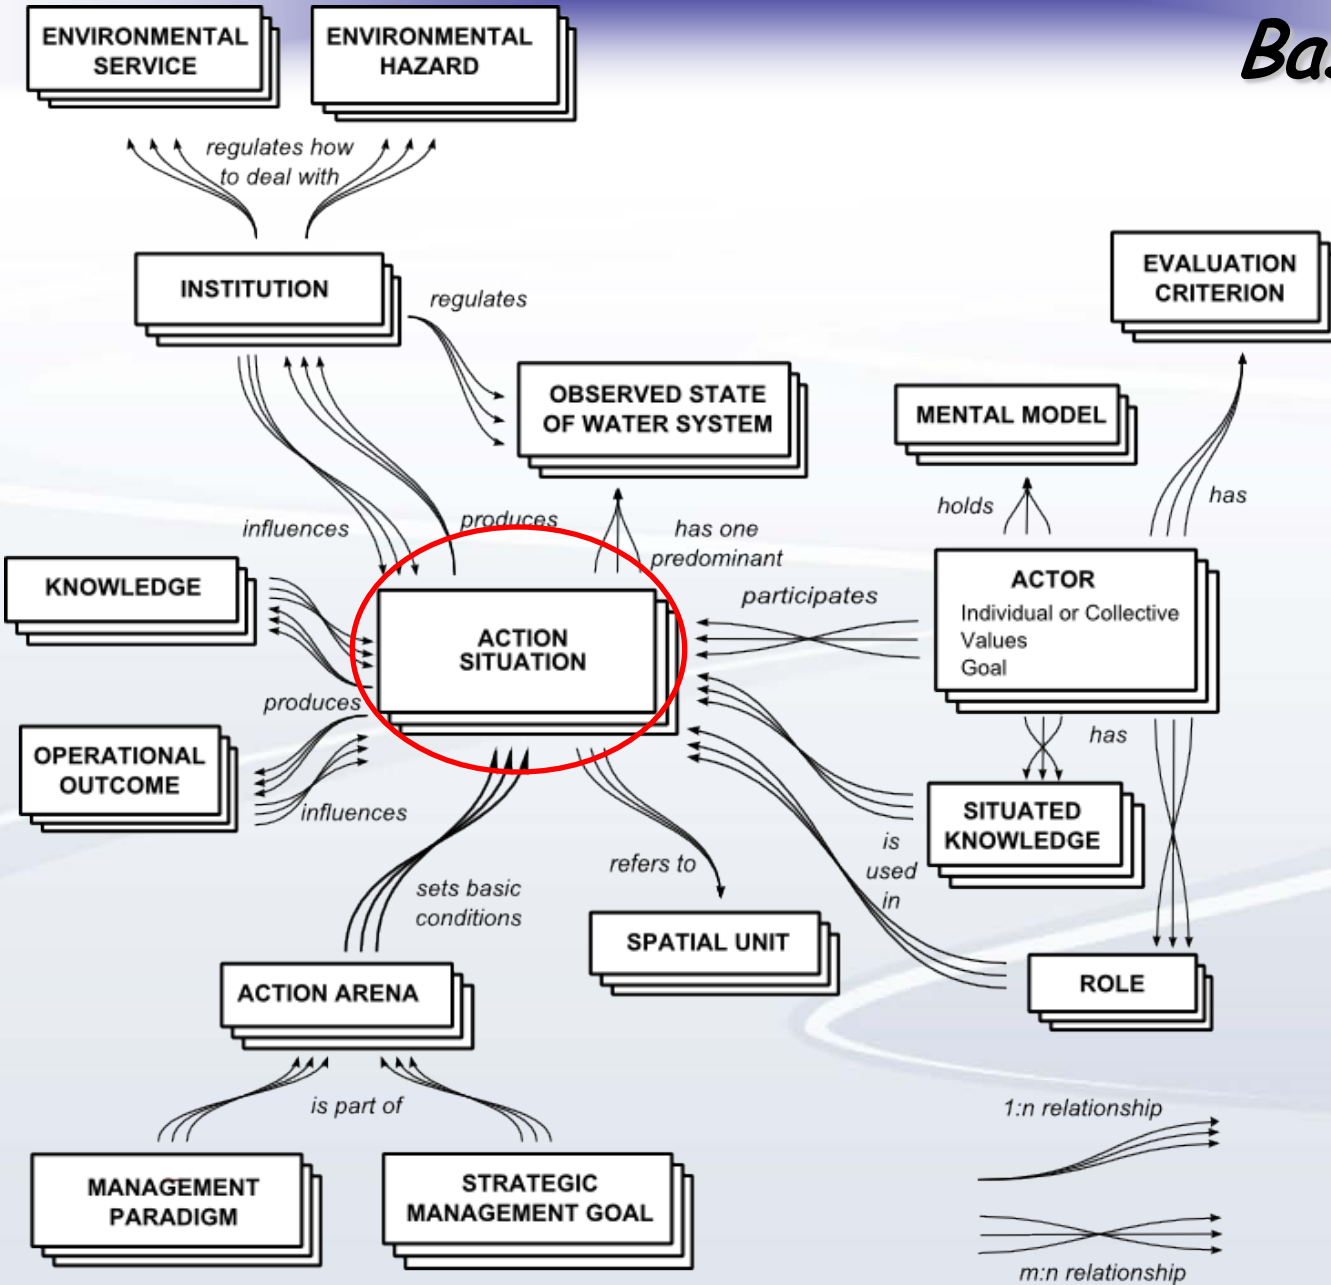 Bas
ENVIRONMENTAL
SERVICE
ENVIRONMENTAL
HAZARD
regulates how
to deal with
INSTITUTION
regulates
EVALUATION
CRITERION
OBSERVED STATE
OF WATER SYSTEM
MENTAL MODEL
holds
has
influences
produces
has one
predominant
KNOWLEDGE
ACTION
SITUATION
participates
ACTOR
Individual or Collective
Values
Goal
produces
has
OPERATIONAL
OUTCOME
influences
SITUATED
KNOWLEDGE
is
used
in
refers to
sets basic
conditions
SPATIAL UNIT
ACTION ARENA
ROLE
is part of
1:n relationship
MANAGEMENT
PARADIGM
STRATEGIC
MANAGEMENT GOAL
m:n relationship